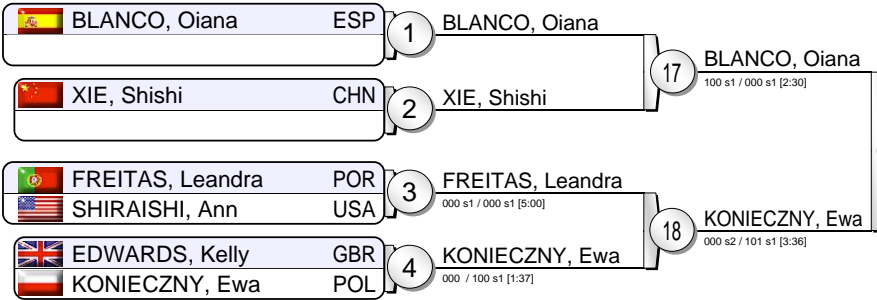 BLANCO, Oiana ESP
1
BLANCO, Oiana
17
BLANCO, Oiana
100 s1 / 000 s1 [2:30]
XIE, Shishi CHN
2
XIE, Shishi
FREITAS, Leandra POR
SHIRAISHI, Ann USA
3
FREITAS, Leandra
000 s1 / 000 s1 [5:00]
18
KONIECZNY, Ewa
000 s2 / 101 s1 [3:36]
EDWARDS, Kelly GBR
KONIECZNY, Ewa POL
4
KONIECZNY, Ewa
000 / 100 s1 [1:37]